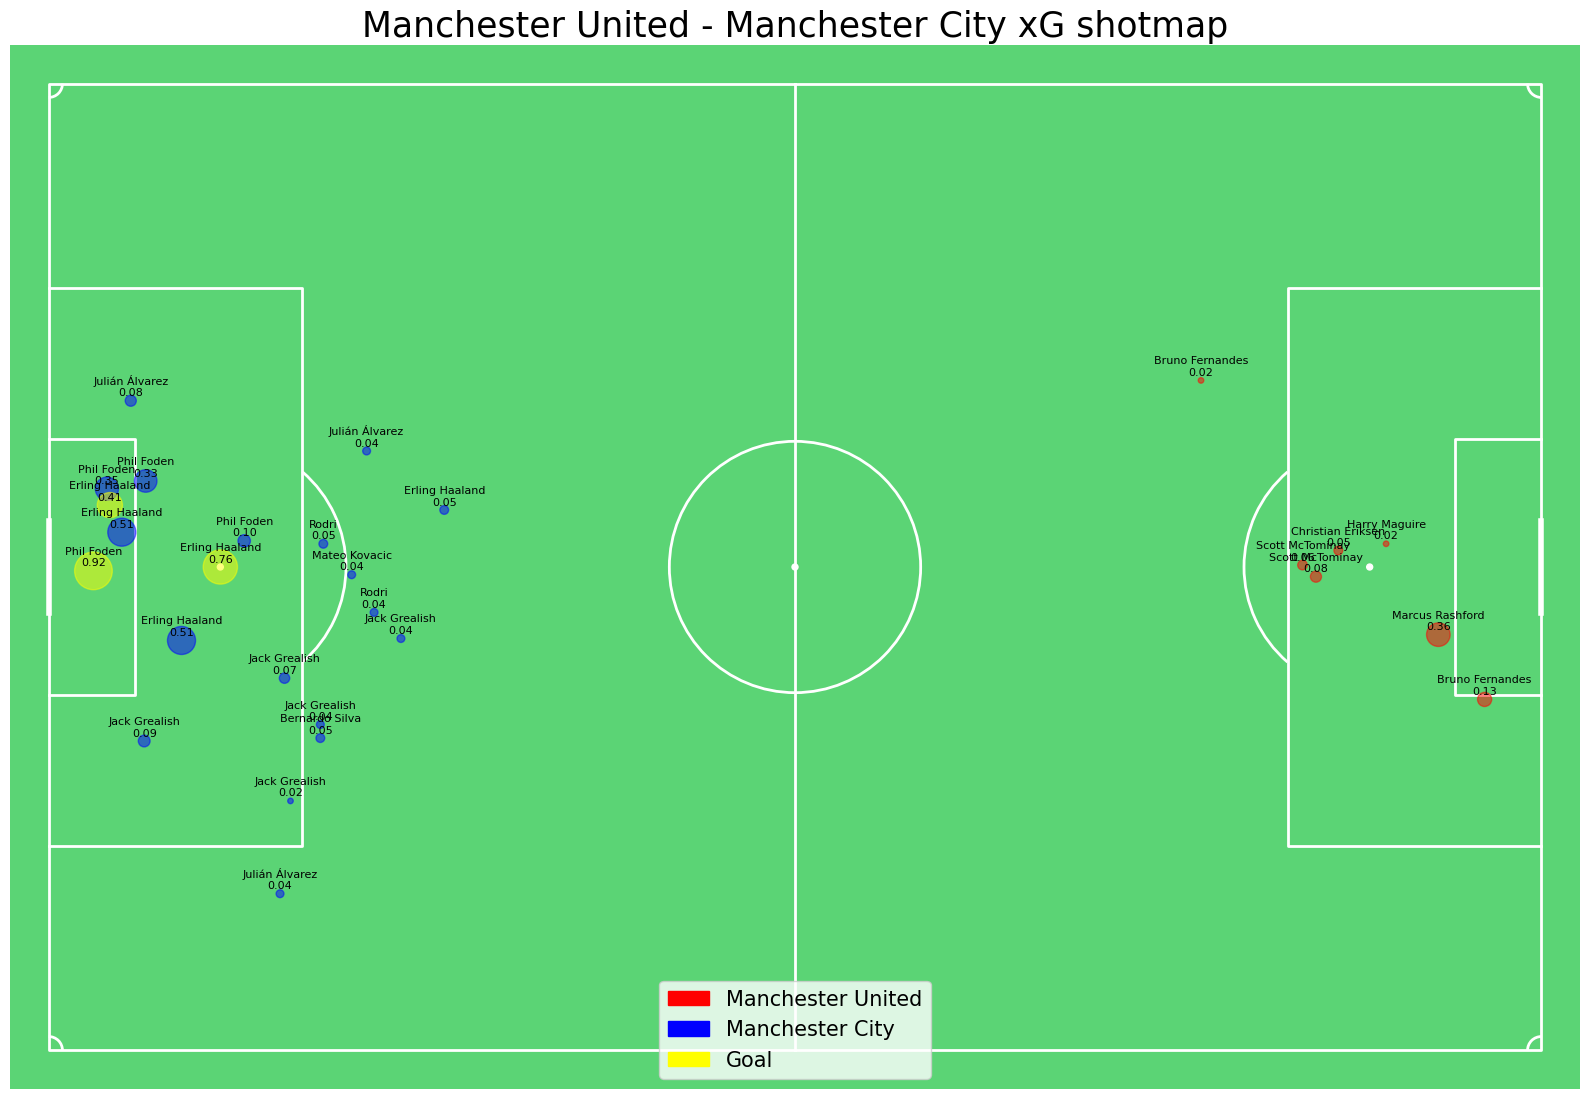 Manchester United - Manchester City xG shotmap
Bruno Fernandes
0.02
Julián Álvarez
0.08
Julián Álvarez
0.04
Phil Foden
0.33
Phil Foden
0.35
Erling Haaland
0.41
Erling Haaland
0.05
Erling Haaland
0.51
Phil Foden
0.10
Rodri
0.05
Harry Maguire
0.02
Christian Eriksen
0.05
Scott McTominay
0.06
Scott McTominay
0.08
Phil Foden
0.92
Erling Haaland
0.76
Mateo Kovacic
0.04
Rodri
0.04
Jack Grealish
0.04
Erling Haaland
0.51
Marcus Rashford
0.36
Jack Grealish
0.07
Bruno Fernandes
0.13
Jack Grealish
0.04
Bernardo Silva
0.05
Jack Grealish
0.09
Jack Grealish
0.02
Julián Álvarez
0.04
Manchester United
Manchester City
Goal